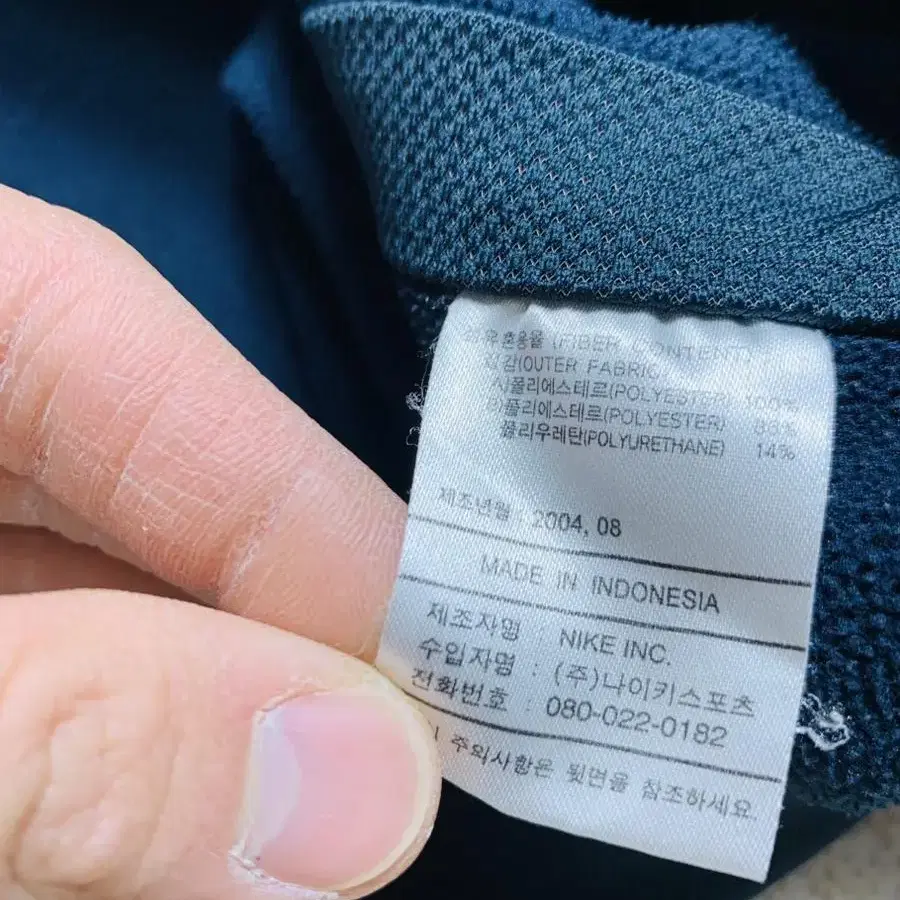 섬유 혼용율 (FIBER CONTENT)
겉감(OUTER FABRIC)
폴리에스테르(POLYESTER) 100%
폴리에스테르(POLYESTER) 86%
폴리우레탄(POLYURETHANE) 14%
제조년월 : 2004, 08
MADE IN INDONESIA
제조자명 : NIKE INC.
수입자명 : (주)나이키스포츠
전화번호 : 080-022-0182
주의사항은 뒷면을 참조하세요.